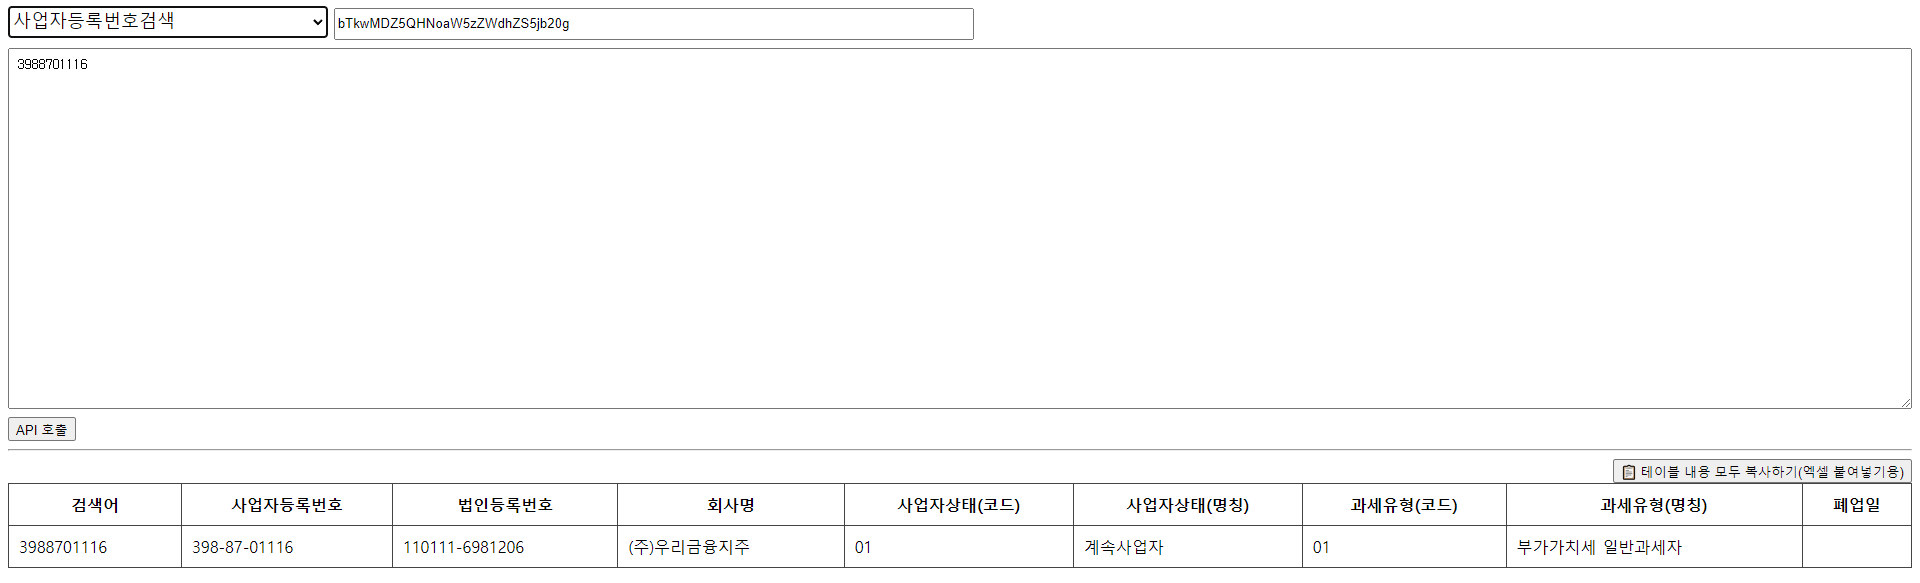 사업자등록번호검색 bTkwMDZ5QHNoaW5zZWdhZS5jb20g
3988701116
API 호출
📋 테이블 내용 모두 복사하기(엑셀 붙여넣기용)
검색어 사업자등록번호 법인등록번호 회사명 사업자상태(코드) 사업자상태(명칭) 과세유형(코드) 과세유형(명칭) 폐업일
3988701116 398-87-01116 110111-6981206 (주)우리금융지주 01 계속사업자 01 부가가치세 일반과세자